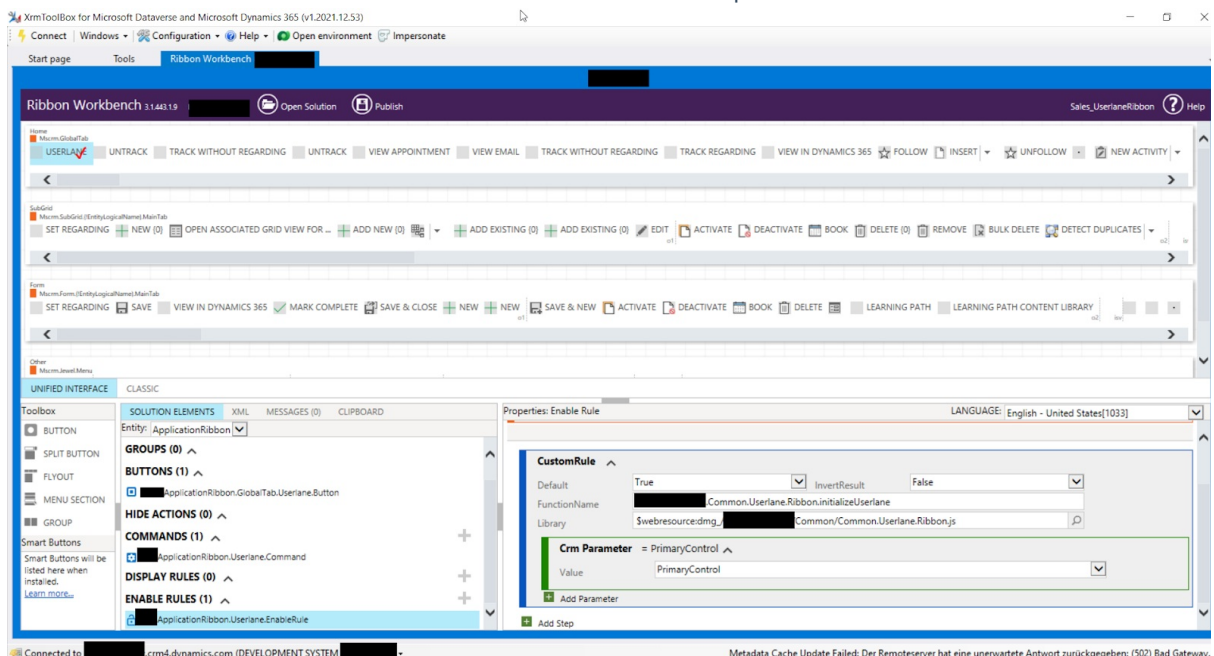 XrmToolBox for Microsoft Dataverse and Microsoft Dynamics 365 (v1.2021.12.53)
Connect Windows Configuration Help Open environment Impersonate
Start page Tools Ribbon Workbench
Ribbon Workbench 3.1.443.1.9 Open Solution Publish Sales_UserlaneRibbon Help
Home
Mscrm.GlobalTab
USERLANE UNTRACK TRACK WITHOUT REGARDING UNTRACK VIEW APPOINTMENT VIEW EMAIL TRACK WITHOUT REGARDING TRACK REGARDING VIEW IN DYNAMICS 365 FOLLOW INSERT UNFOLLOW NEW ACTIVITY
SubGrid
Mscrm.SubGrid.{!EntityLogicalName}.MainTab
SET REGARDING NEW {0} OPEN ASSOCIATED GRID VIEW FOR ... ADD NEW {0} ADD EXISTING {0} ADD EXISTING {0} EDIT ACTIVATE DEACTIVATE BOOK DELETE {0} REMOVE BULK DELETE DETECT DUPLICATES
Form
Mscrm.Form.{!EntityLogicalName}.MainTab
SET REGARDING SAVE VIEW IN DYNAMICS 365 MARK COMPLETE SAVE & CLOSE NEW NEW SAVE & NEW ACTIVATE DEACTIVATE BOOK DELETE LEARNING PATH LEARNING PATH CONTENT LIBRARY
Other
Mscrm.Jewel.Menu
UNIFIED INTERFACE CLASSIC
Toolbox
BUTTON
SPLIT BUTTON
FLYOUT
MENU SECTION
GROUP
Smart Buttons
Smart Buttons will be
listed here when
installed.
Learn more...
SOLUTION ELEMENTS XML MESSAGES (0) CLIPBOARD
Entity: ApplicationRibbon
GROUPS (0)
BUTTONS (1)
ApplicationRibbon.GlobalTab.Userlane.Button
HIDE ACTIONS (0)
COMMANDS (1)
ApplicationRibbon.Userlane.Command
DISPLAY RULES (0)
ENABLE RULES (1)
ApplicationRibbon.Userlane.EnableRule
Properties: Enable Rule LANGUAGE: English - United States[1033]
CustomRule
Default True InvertResult False
FunctionName .Common.Userlane.Ribbon.initializeUserlane
Library $webresource:dmg_/ Common/Common.Userlane.Ribbon.js
Crm Parameter = PrimaryControl
Value PrimaryControl
Add Parameter
Add Step
Connected to .crm4.dynamics.com (DEVELOPMENT SYSTEM Metadata Cache Update Failed: Der Remoteserver hat eine unerwartete Antwort zurückgegeben: (502) Bad Gateway.